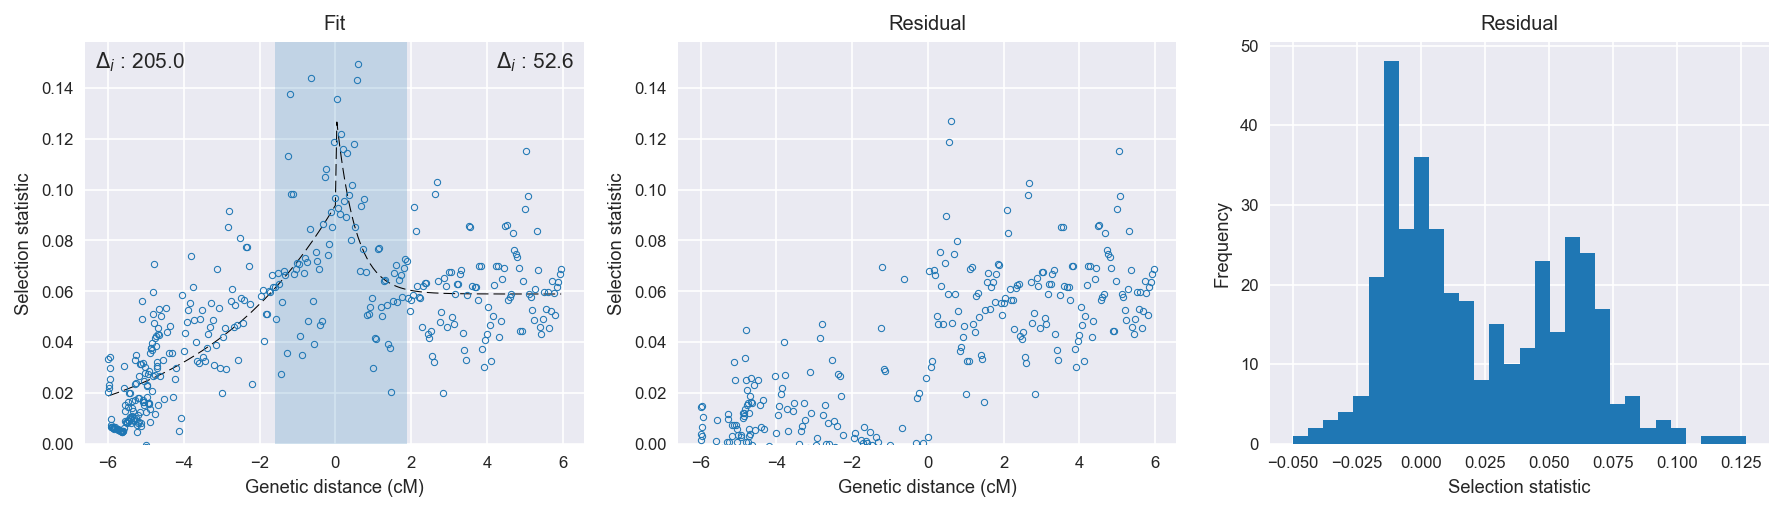 Fit
Δi : 205.0
Δi : 52.6
Selection statistic
0.14
0.12
0.10
0.08
0.06
0.04
0.02
0.00
−6 −4 −2 0 2 4 6
Genetic distance (cM)
Residual
Selection statistic
0.14
0.12
0.10
0.08
0.06
0.04
0.02
0.00
−6 −4 −2 0 2 4 6
Genetic distance (cM)
Residual
Frequency
50
40
30
20
10
0
−0.050 −0.025 0.000 0.025 0.050 0.075 0.100 0.125
Selection statistic